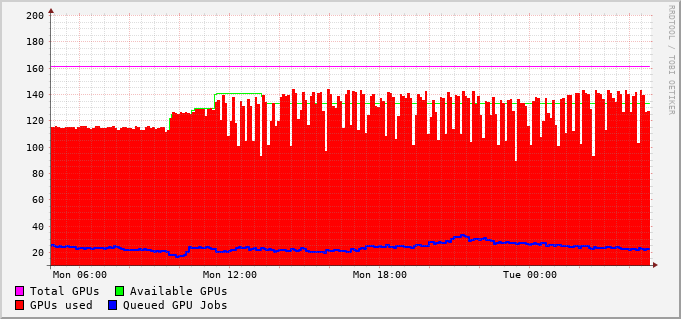 RRDTOOL / TOBI OETIKER
200
180
160
140
120
100
80
60
40
20
Mon 06:00 Mon 12:00 Mon 18:00 Tue 00:00
Total GPUs Available GPUs
GPUs used Queued GPU Jobs